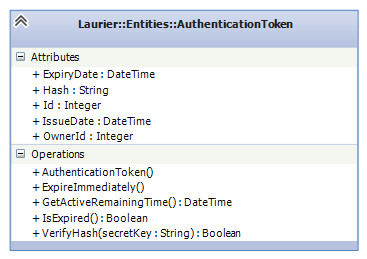 Laurier::Entities::AuthenticationToken
Attributes
+ ExpiryDate : DateTime
+ Hash : String
+ Id : Integer
+ IssueDate : DateTime
+ OwnerId : Integer
Operations
+ AuthenticationToken()
+ ExpireImmediately()
+ GetActiveRemainingTime() : DateTime
+ IsExpired() : Boolean
+ VerifyHash(secretKey : String) : Boolean